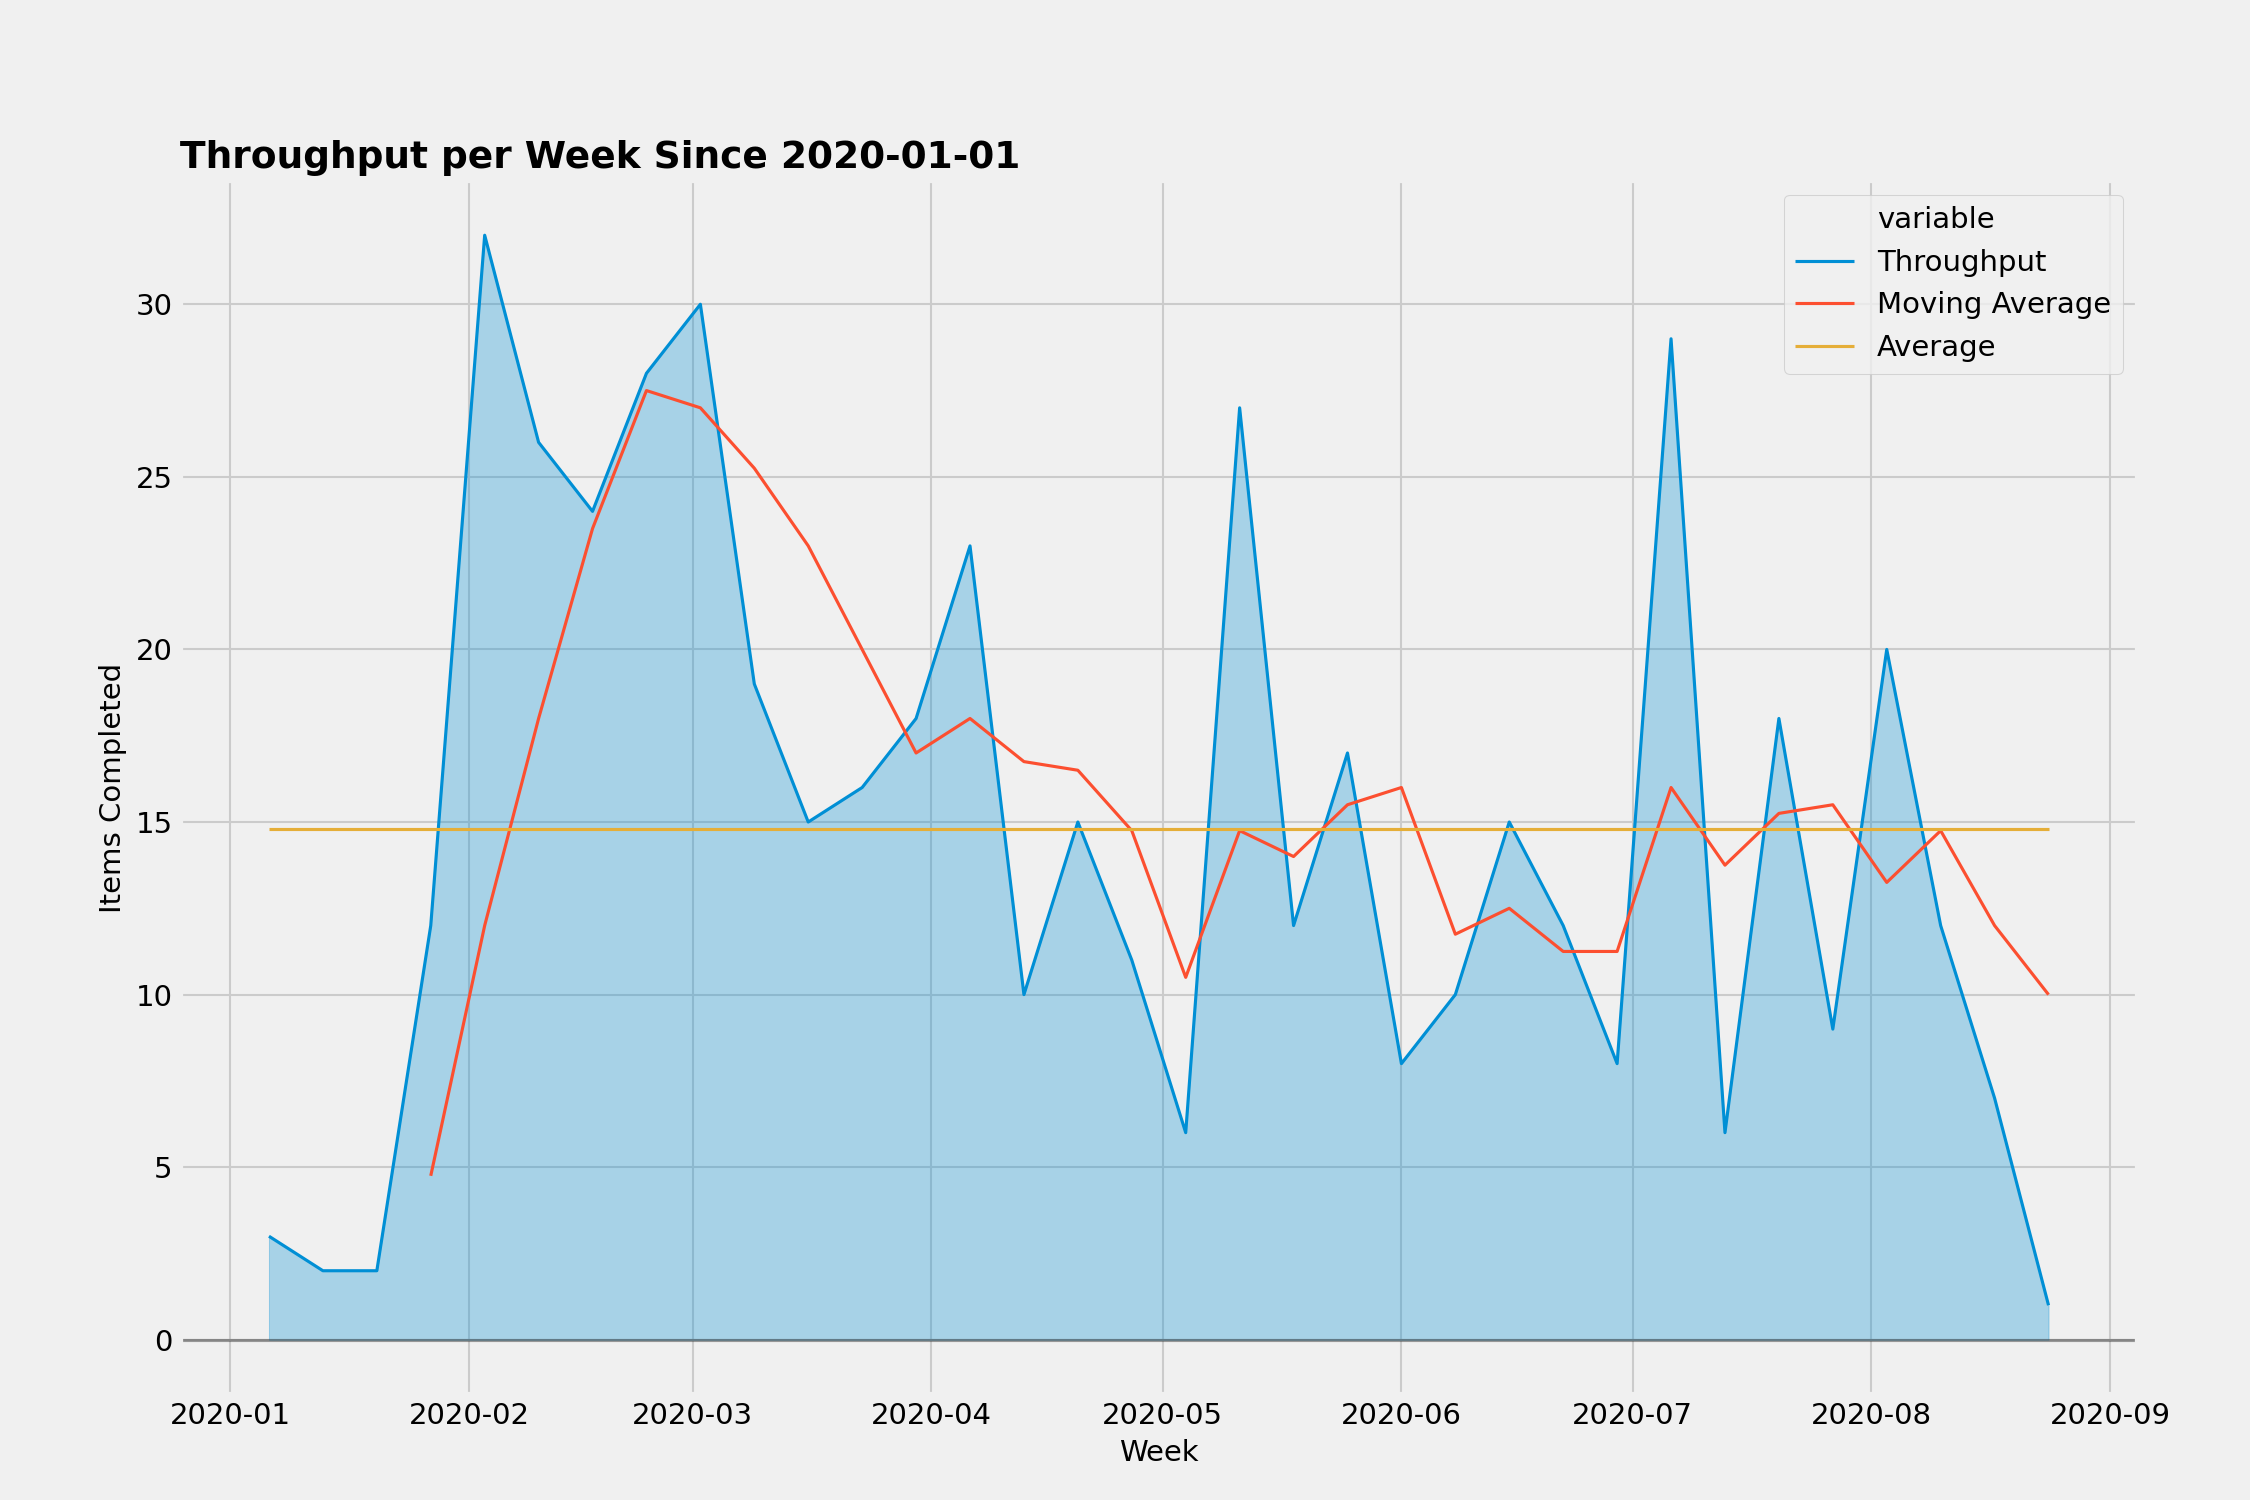 Throughput per Week Since 2020-01-01
variable
Throughput
Moving Average
Average
Items Completed
30
25
20
15
10
5
0
2020-01 2020-02 2020-03 2020-04 2020-05 2020-06 2020-07 2020-08 2020-09
Week